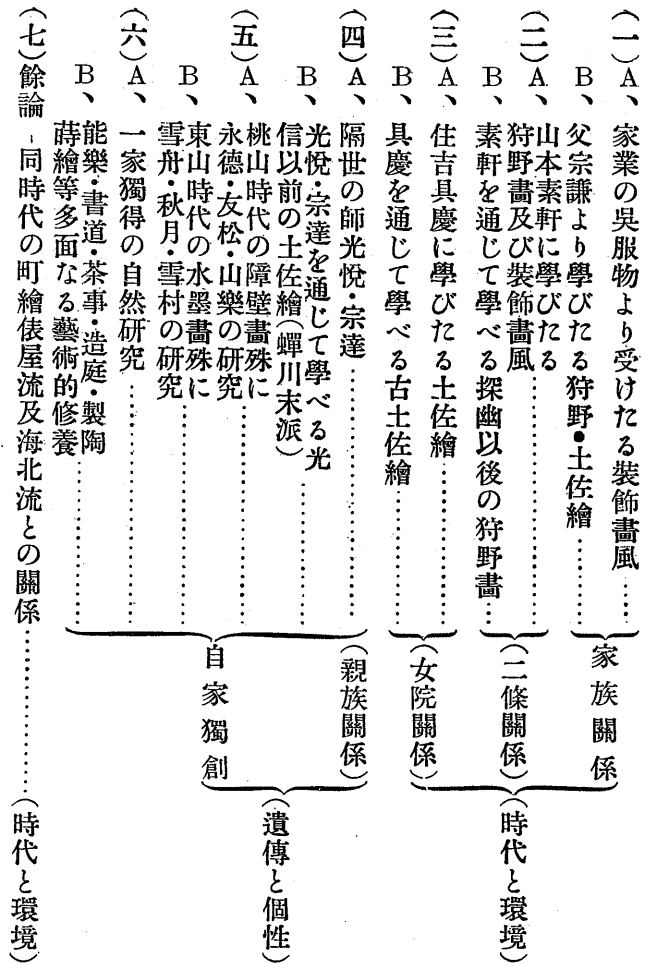 (一)A、家業の吳服物より受けたる裝飾畵風……
B、父宗謙より學びたる狩野•土佐繪………
家族關係
(二)A、山本素軒に學びたる
狩野畵及び裝飾畵風………………
B、素軒を通じて學べる探幽以後の狩野畵…
(二條關係)
(三)A、住吉具慶に學びたる土佐繪…………
B、具慶を通じて學べる古土佐繪…………
(女院關係)
(時代と環境)
(四)A、隔世の師光悅・宗達………………
(親族關係)
B、光悅・宗達を通じて學べる光
信以前の土佐繪(蟬川末派)…………
(五)A、桃山時代の障壁畵殊に
永德・友松・山樂の硏究…………
B、東山時代の水墨畵殊に
雪舟・秋月・雪村の硏究…………
(六)A、一家獨得の自然硏究………………
B、能樂・書道・茶事・造庭・製陶
蒔繪等多面なる藝術的修養…………
自家獨創
(遺傳と個性)
(七)餘論-同時代の町繪俵屋流及海北流との關係……………(時代と環境)